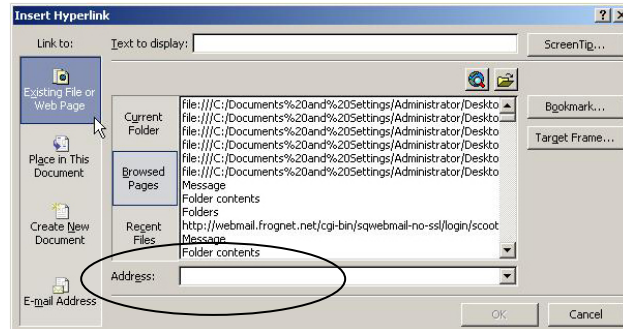 Insert Hyperlink
Link to:
Text to display:
ScreenTip...
Existing File or
Web Page
Place in This
Document
Create New
Document
E-mail Address
Current
Folder
Browsed
Pages
Recent
Files
file:///C:/Documents%20and%20Settings/Administrator/Deskto
file:///C:/Documents%20and%20Settings/Administrator/Deskto
file:///C:/Documents%20and%20Settings/Administrator/Deskto
file:///C:/Documents%20and%20Settings/Administrator/Deskto
file:///C:/Documents%20and%20Settings/Administrator/Deskto
file:///C:/Documents%20and%20Settings/Administrator/Deskto
Message
Folder contents
Folders
http://webmail.frognet.net/cgi-bin/sqwebmail-no-ssl/login/scoot
Message
Folder contents
Bookmark...
Target Frame...
Address:
OK
Cancel